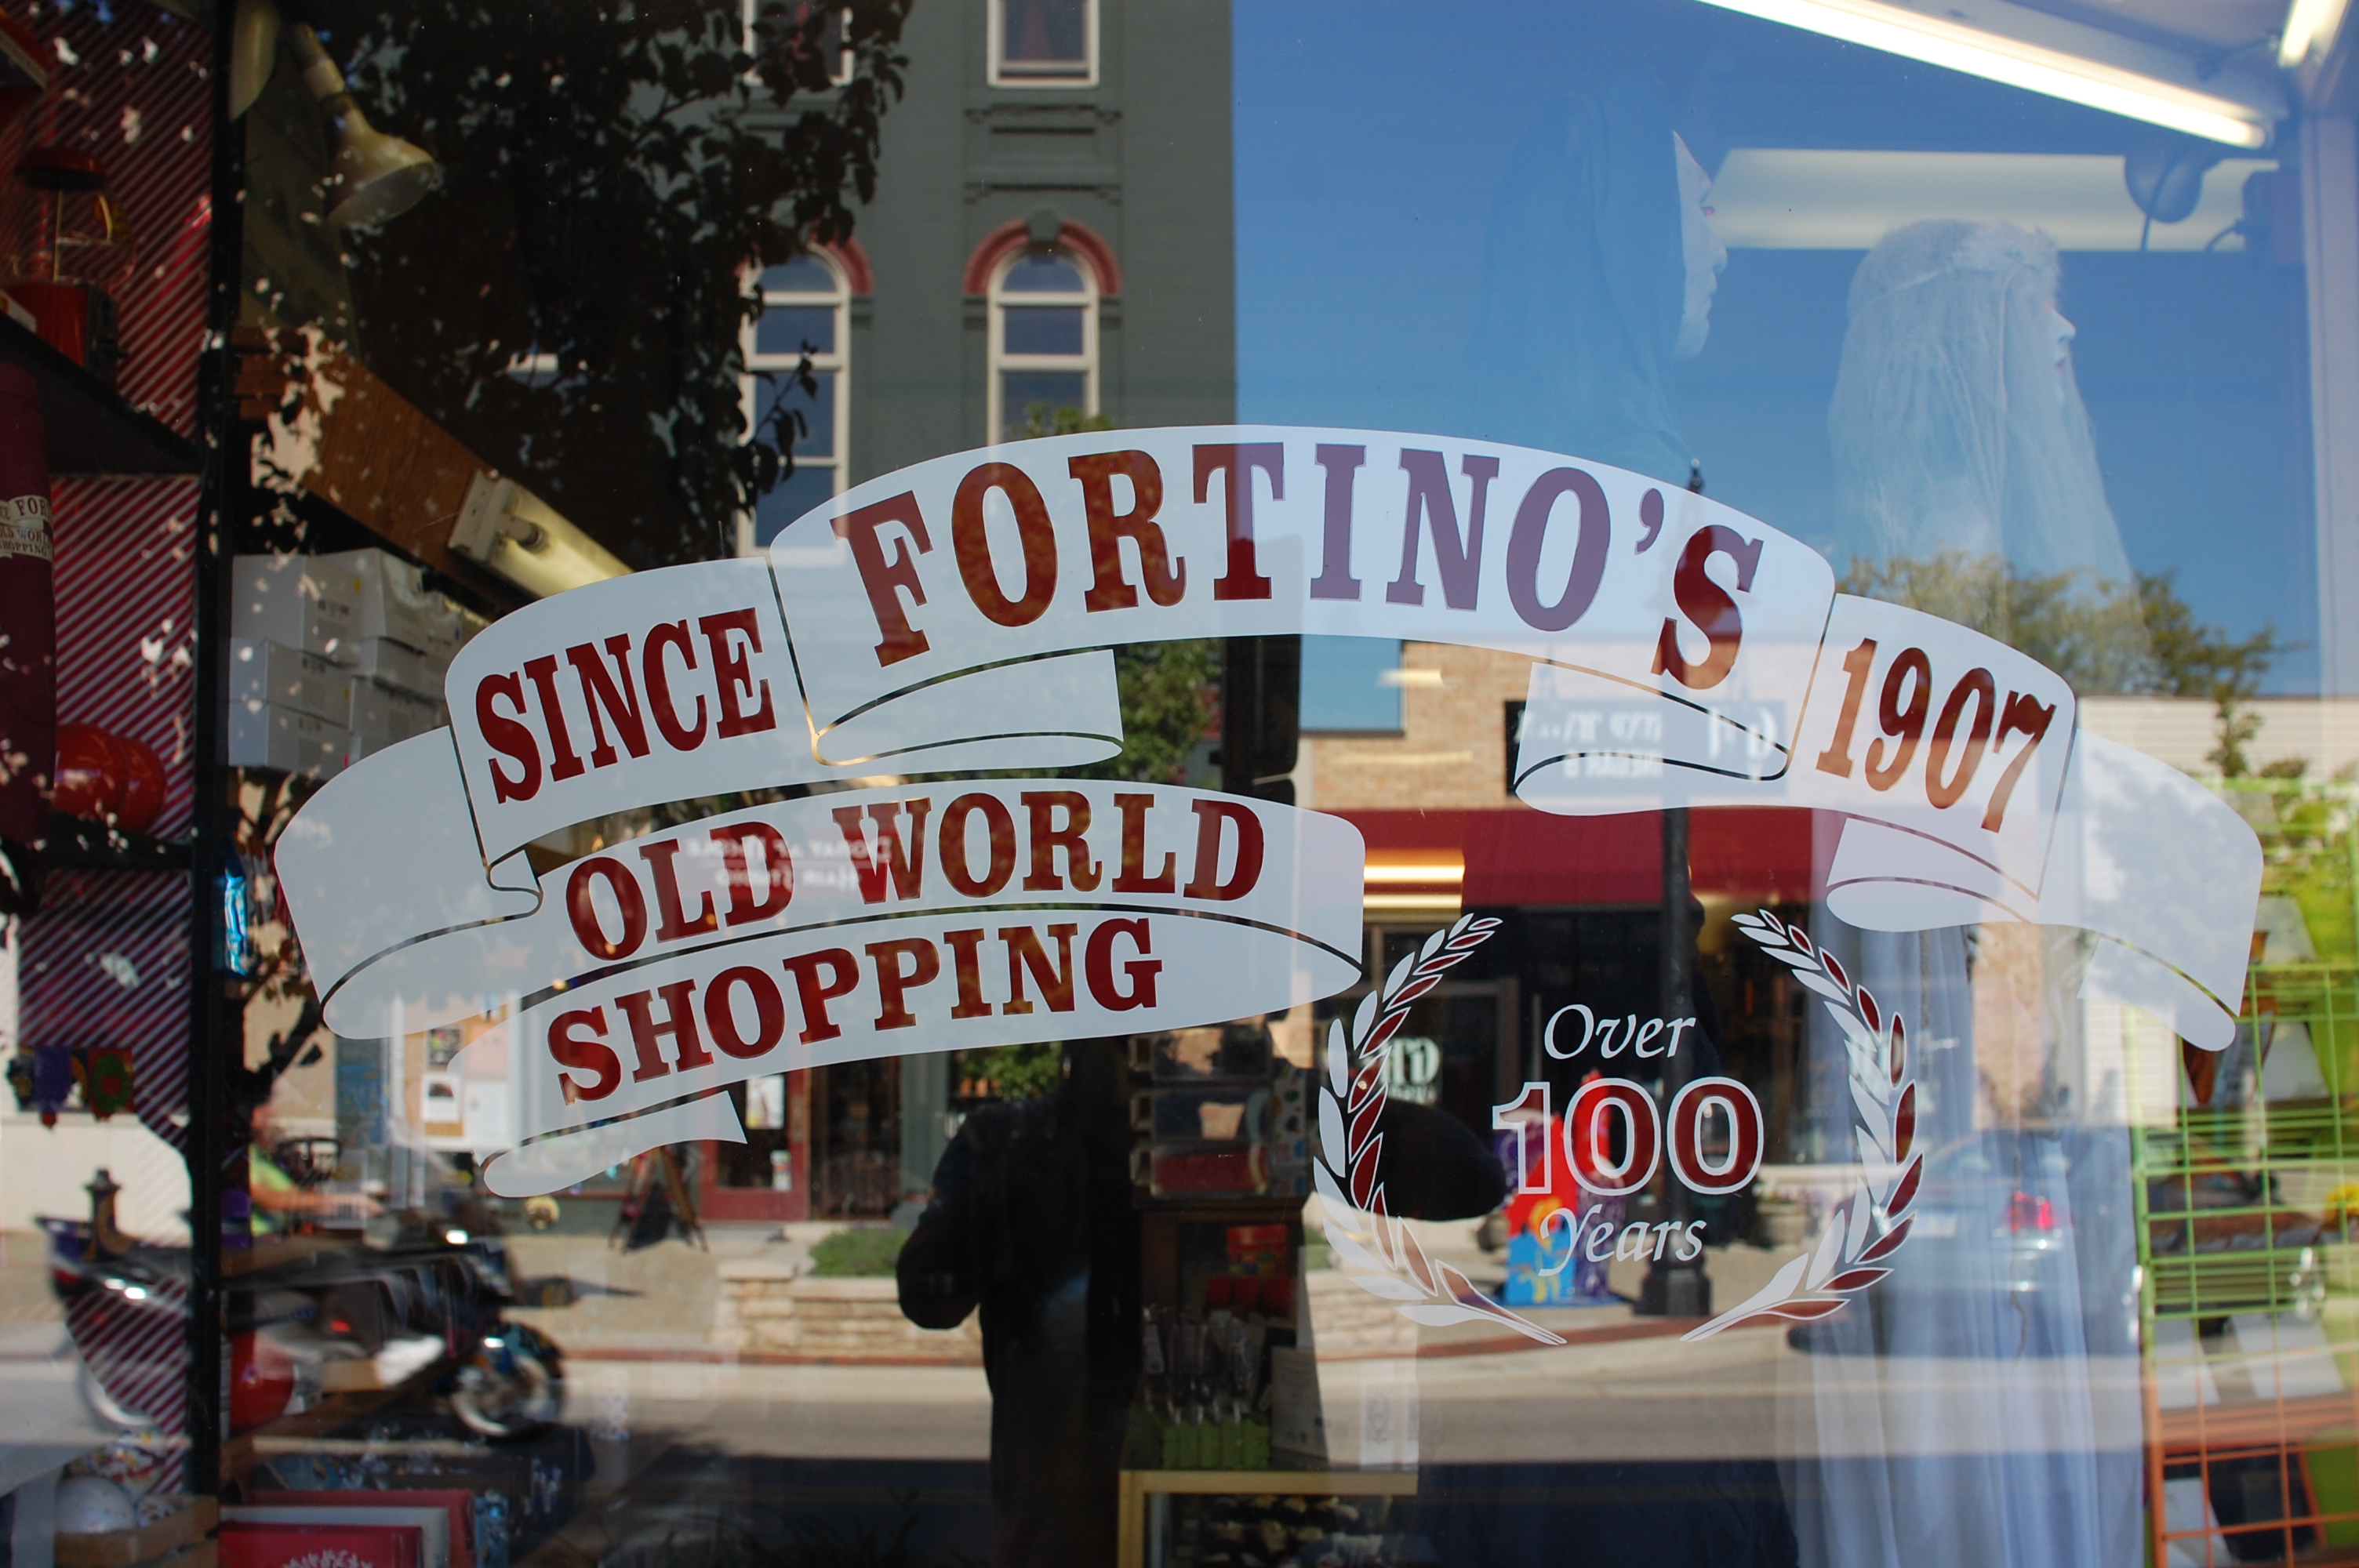 SINCE FORTINO'S 1907
OLD WORLD
SHOPPING
Over
100
Years